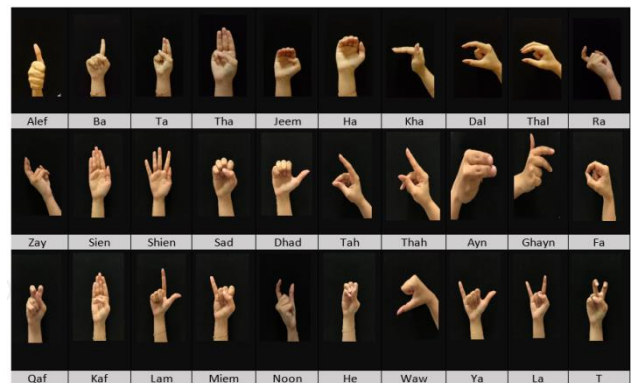 Alef Ba Ta Tha Jeem Ha Kha Dal Thal Ra
Zay Sien Shien Sad Dhad Tah Thah Ayn Ghayn Fa
Qaf Kaf Lam Miem Noon He Waw Ya La T